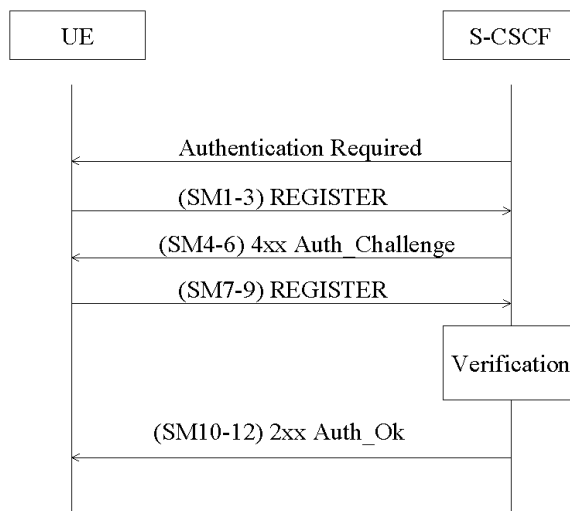 UE
S-CSCF
Authentication Required
(SM1-3) REGISTER
(SM4-6) 4xx Auth_Challenge
(SM7-9) REGISTER
Verification
(SM10-12) 2xx Auth_Ok